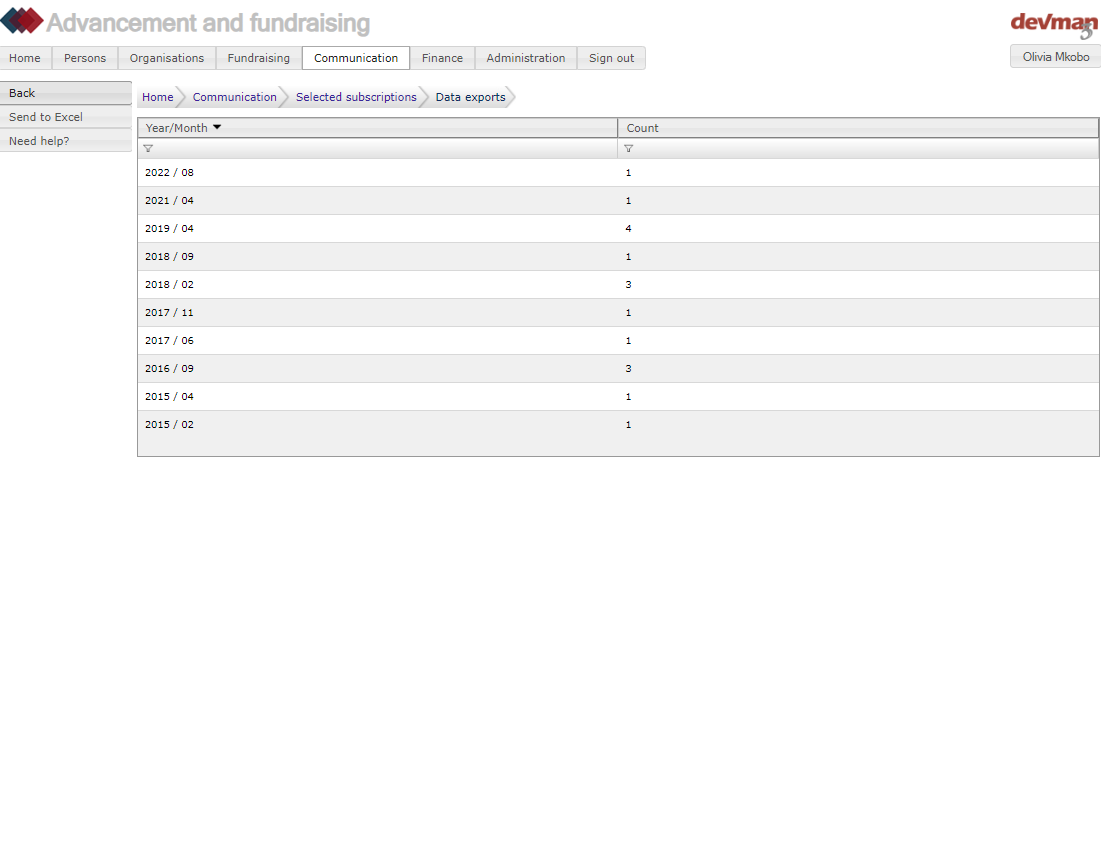 Advancement and fundraising
devman 5
Home Persons Organisations Fundraising Communication Finance Administration Sign out
Olivia Mkobo
Back
Send to Excel
Need help?
Home Communication Selected subscriptions Data exports
Year/Month Count
2022 / 08 1
2021 / 04 1
2019 / 04 4
2018 / 09 1
2018 / 02 3
2017 / 11 1
2017 / 06 1
2016 / 09 3
2015 / 04 1
2015 / 02 1